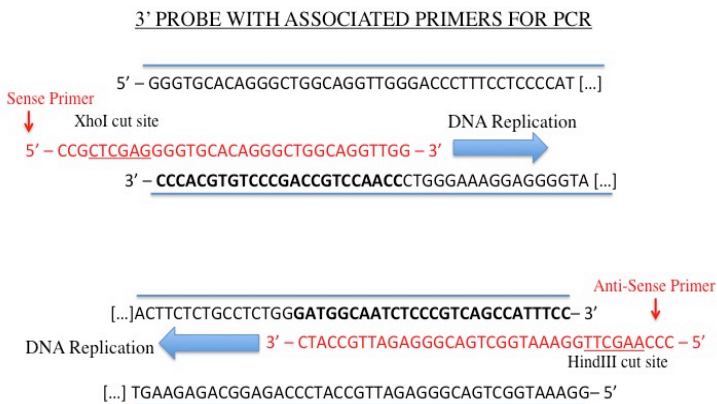 3' PROBE WITH ASSOCIATED PRIMERS FOR PCR
5' – GGGTGCACAGGGCTGGCAGGTTGGGACCCTTTCCTCCCCAT [...]
Sense Primer
XhoI cut site
DNA Replication
5' – CCGCTCGAGGGGTGCACAGGGCTGGCAGGTTGG – 3'
3' – CCCACGTGTCCCGACCGTCCAACCCTGGGAAAGGAGGGGTA [...]
Anti-Sense Primer
[...]ACTTCTCTGCCTCTGGGATGGCAATCTCCCGTCAGCCATTTCC– 3'
3' – CTACCGTTAGAGGGCAGTCGGTAAAGGTTCGAACCC – 5'
DNA Replication
HindIII cut site
[...] TGAAGAGACGGAGACCCTACCGTTAGAGGGCAGTCGGTAAAGG– 5'